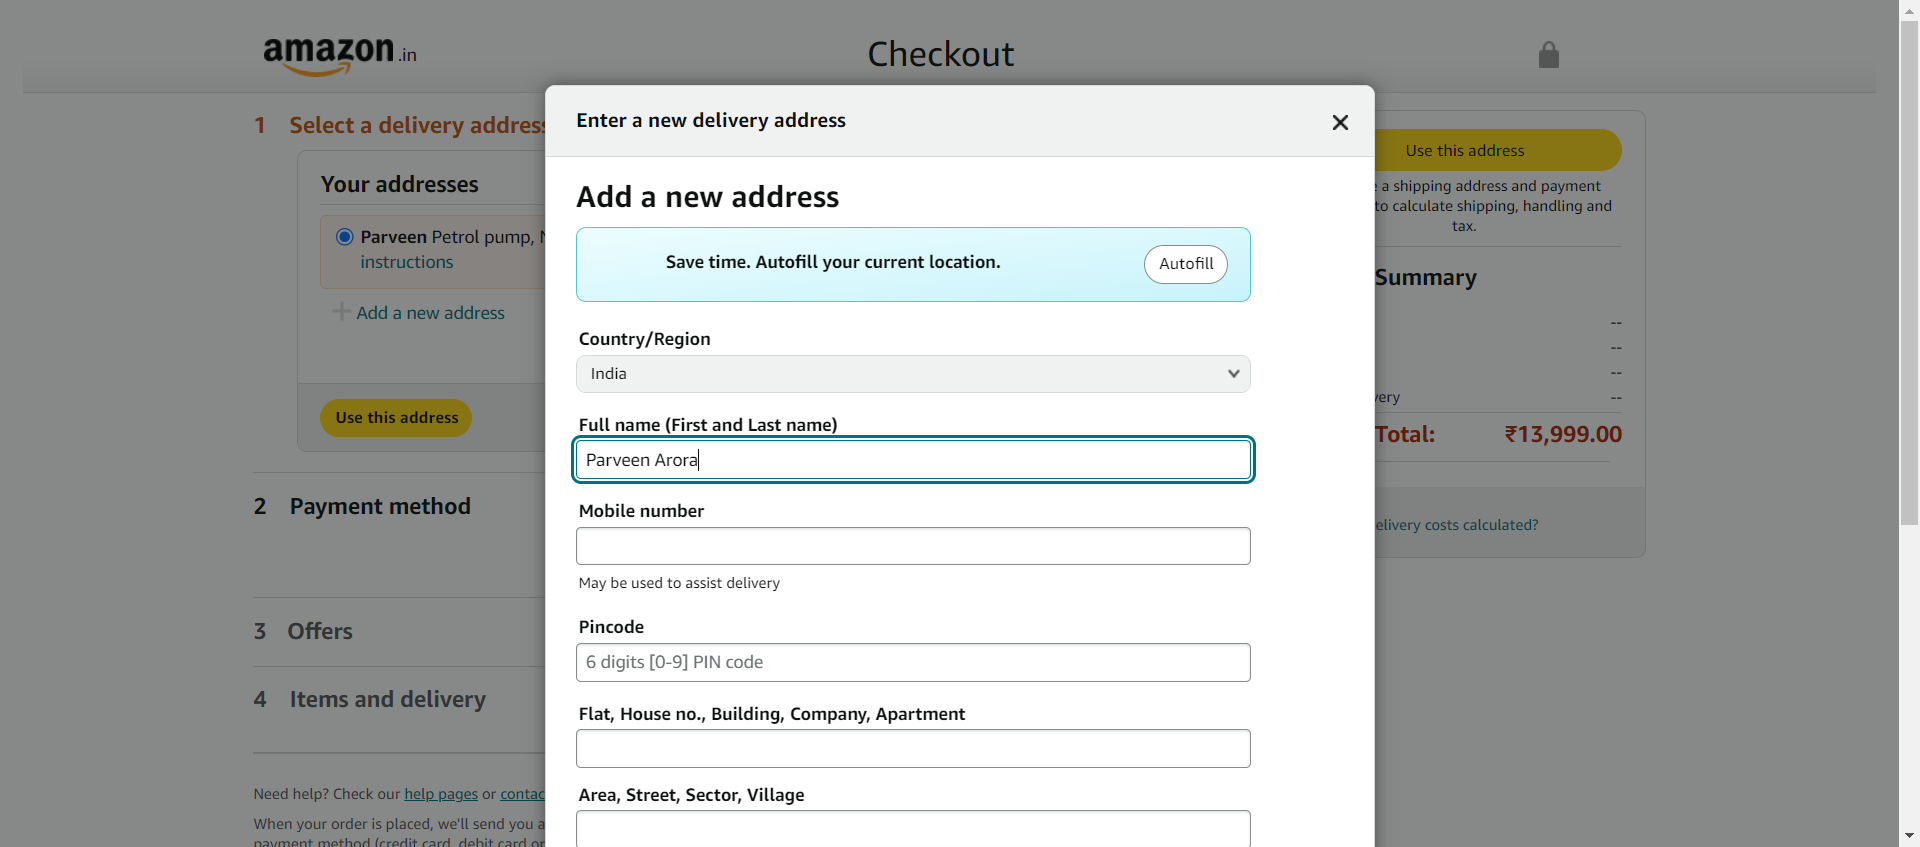 amazon.in
Checkout
Enter a new delivery address
Add a new address
Save time. Autofill your current location.
Autofill
Country/Region
India
Full name (First and Last name)
Parveen Arora
Mobile number
May be used to assist delivery
Pincode
6 digits [0-9] PIN code
Flat, House no., Building, Company, Apartment
Area, Street, Sector, Village
1 Select a delivery address
Your addresses
Parveen Petrol pump,
instructions
Add a new address
Use this address
2 Payment method
3 Offers
4 Items and delivery
Need help? Check our help pages or contac
When your order is placed, we'll send you a
payment method (credit card, debit card or
Use this address
a shipping address and payment
to calculate shipping, handling and
tax.
Summary
--
--
--
very --
Total: ₹13,999.00
elivery costs calculated?